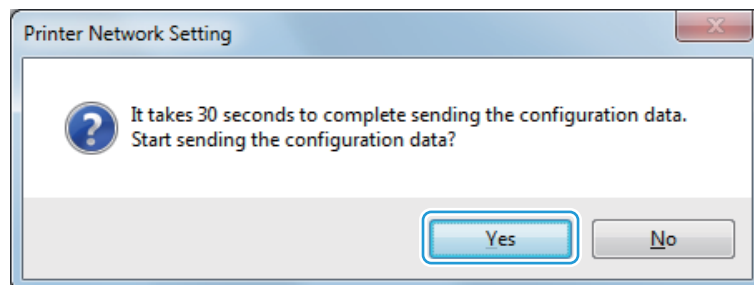 Printer Network Setting
It takes 30 seconds to complete sending the configuration data.
Start sending the configuration data?
Yes
No